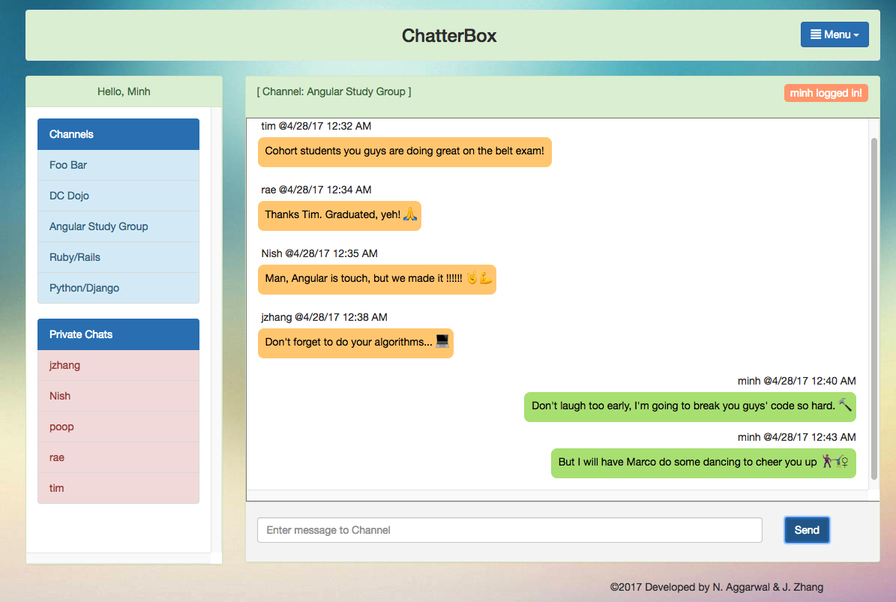 ChatterBox
Menu
Hello, Minh
Channels
Foo Bar
DC Dojo
Angular Study Group
Ruby/Rails
Python/Django
Private Chats
jzhang
Nish
poop
rae
tim
[ Channel: Angular Study Group ]
minh logged in!
tim @4/28/17 12:32 AM
Cohort students you guys are doing great on the belt exam!
rae @4/28/17 12:34 AM
Thanks Tim. Graduated, yeh! 🙏
Nish @4/28/17 12:35 AM
Man, Angular is touch, but we made it !!!!!! 🤘💪
jzhang @4/28/17 12:38 AM
Don't forget to do your algorithms... 💻
minh @4/28/17 12:40 AM
Don't laugh too early, I'm going to break you guys' code so hard. 🔨
minh @4/28/17 12:43 AM
But I will have Marco do some dancing to cheer you up
Enter message to Channel
Send
©2017 Developed by N. Aggarwal & J. Zhang